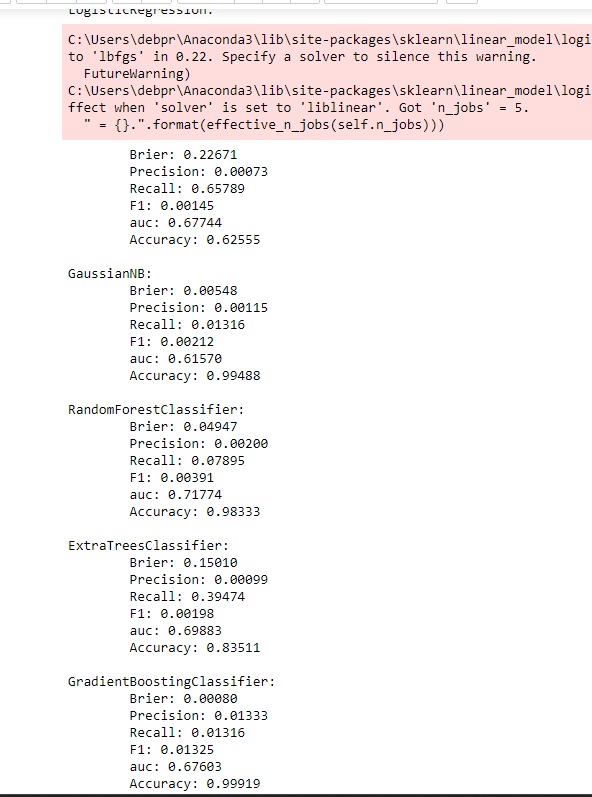 LogisticRegression:
C:\Users\debpr\Anaconda3\lib\site-packages\sklearn\linear_model\logi
to 'lbfgs' in 0.22. Specify a solver to silence this warning.
  FutureWarning)
C:\Users\debpr\Anaconda3\lib\site-packages\sklearn\linear_model\logi
ffect when 'solver' is set to 'liblinear'. Got 'n_jobs' = 5.
  " = {}.".format(effective_n_jobs(self.n_jobs)))
        Brier: 0.22671
        Precision: 0.00073
        Recall: 0.65789
        F1: 0.00145
        auc: 0.67744
        Accuracy: 0.62555
GaussianNB:
        Brier: 0.00548
        Precision: 0.00115
        Recall: 0.01316
        F1: 0.00212
        auc: 0.61570
        Accuracy: 0.99488
RandomForestClassifier:
        Brier: 0.04947
        Precision: 0.00200
        Recall: 0.07895
        F1: 0.00391
        auc: 0.71774
        Accuracy: 0.98333
ExtraTreesClassifier:
        Brier: 0.15010
        Precision: 0.00099
        Recall: 0.39474
        F1: 0.00198
        auc: 0.69883
        Accuracy: 0.83511
GradientBoostingClassifier:
        Brier: 0.00080
        Precision: 0.01333
        Recall: 0.01316
        F1: 0.01325
        auc: 0.67603
        Accuracy: 0.99919